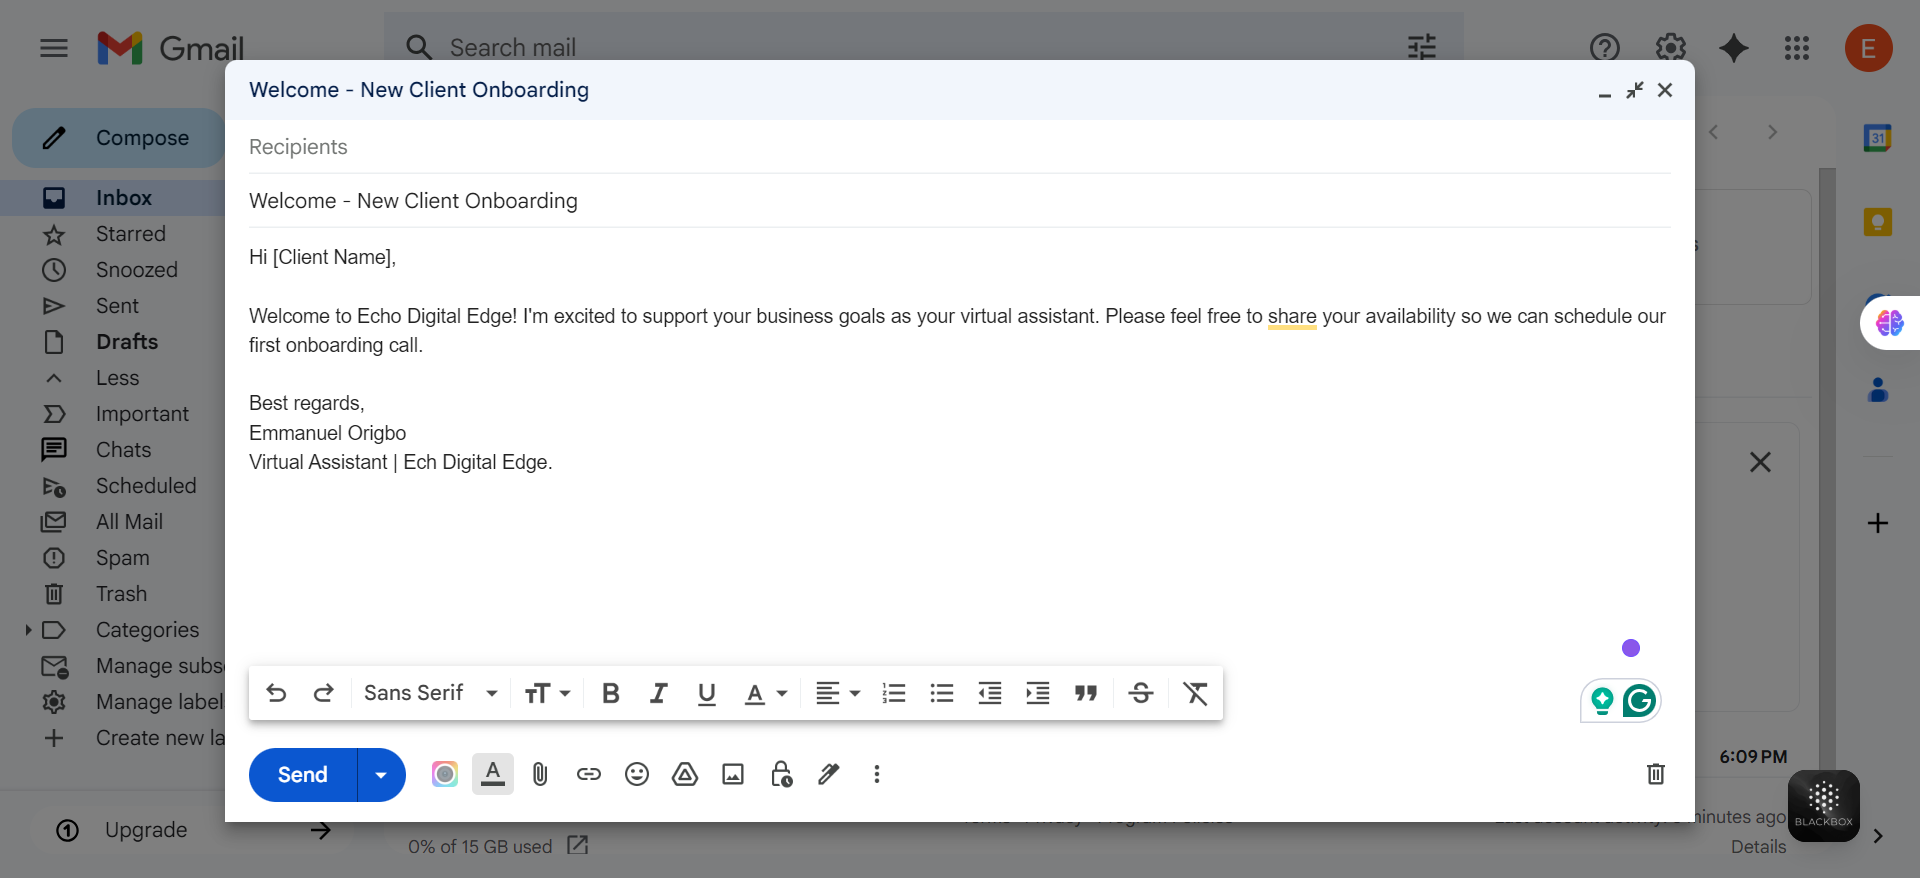 Gmail
Search mail
E
Welcome - New Client Onboarding
Compose
Recipients
31
Inbox
Welcome - New Client Onboarding
Starred
Hi [Client Name],
Snoozed
Sent
Welcome to Echo Digital Edge! I'm excited to support your business goals as your virtual assistant. Please feel free to share your availability so we can schedule our
first onboarding call.
Drafts
Less
Best regards,
Important
Emmanuel Origbo
Chats
Virtual Assistant | Ech Digital Edge.
Scheduled
All Mail
Spam
Trash
Categories
Manage subs
Manage label
Sans Serif
Create new la
Send
6:09 PM
BLACKBOX
Upgrade
minutes ago
0% of 15 GB used
Details